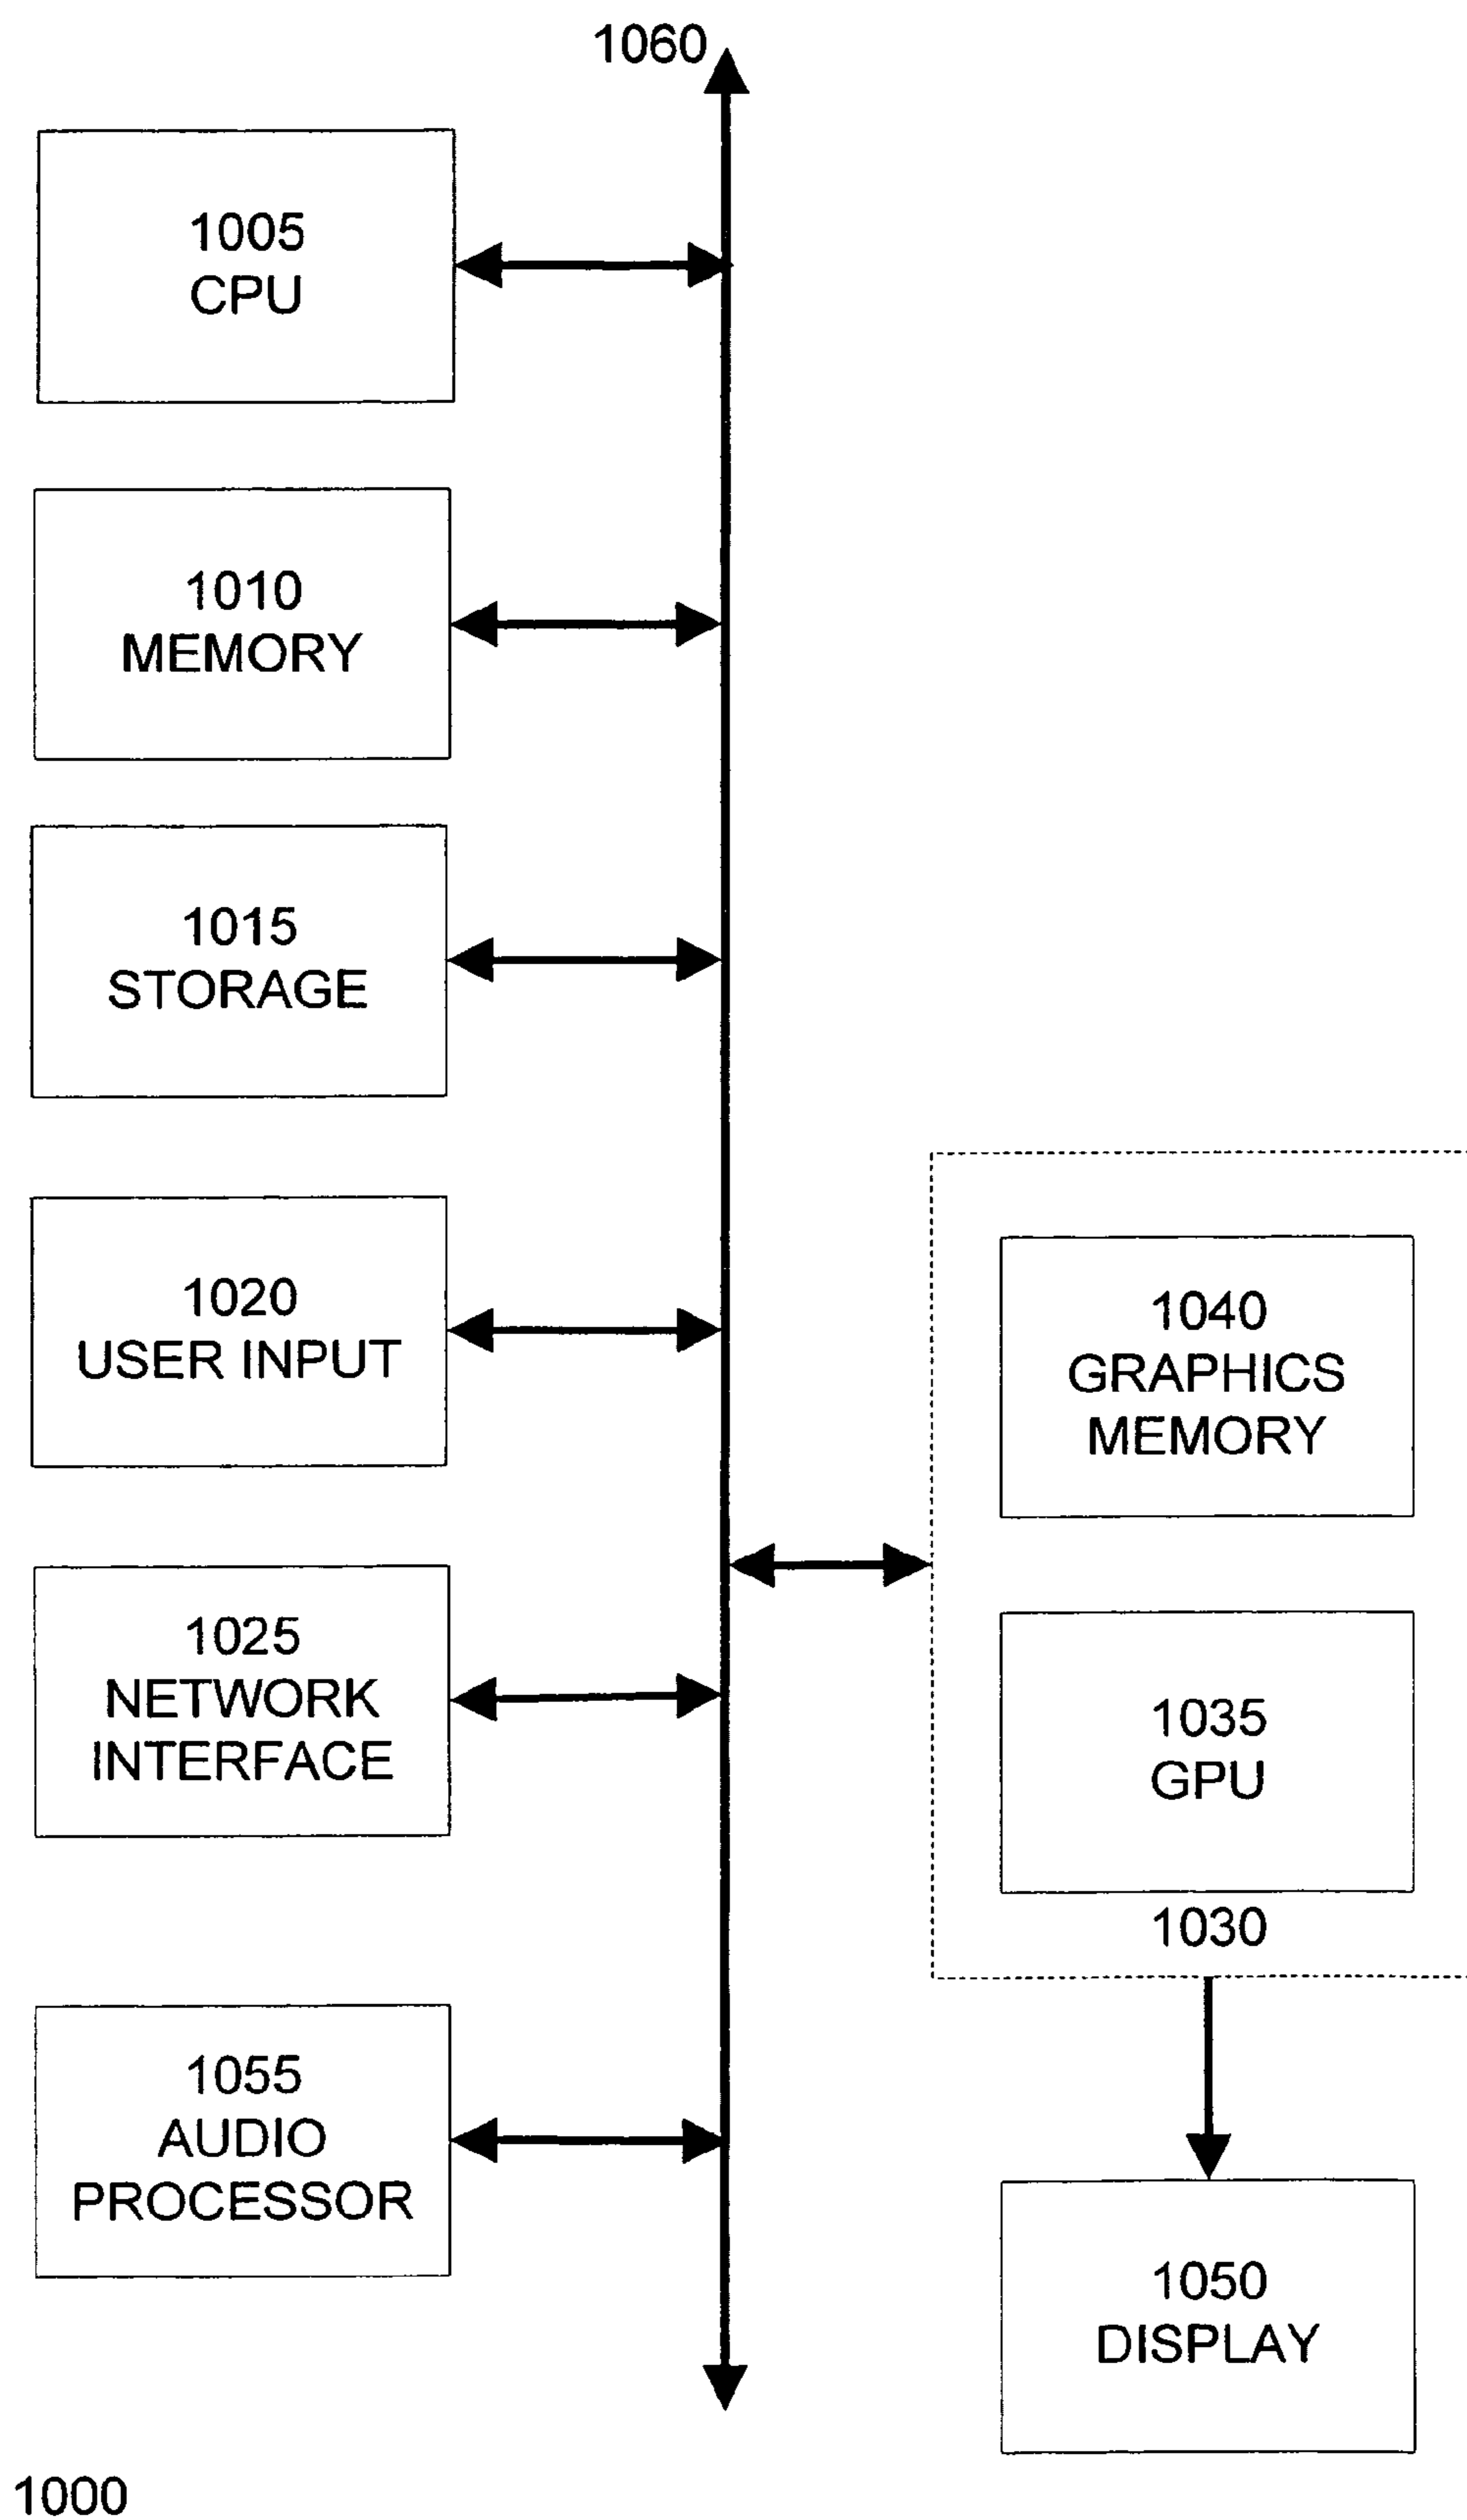 1060
1005
CPU
1010
MEMORY
1015
STORAGE
1020
USER INPUT
1025
NETWORK
INTERFACE
1055
AUDIO
PROCESSOR
1040
GRAPHICS
MEMORY
1035
GPU
1030
1050
DISPLAY
1000